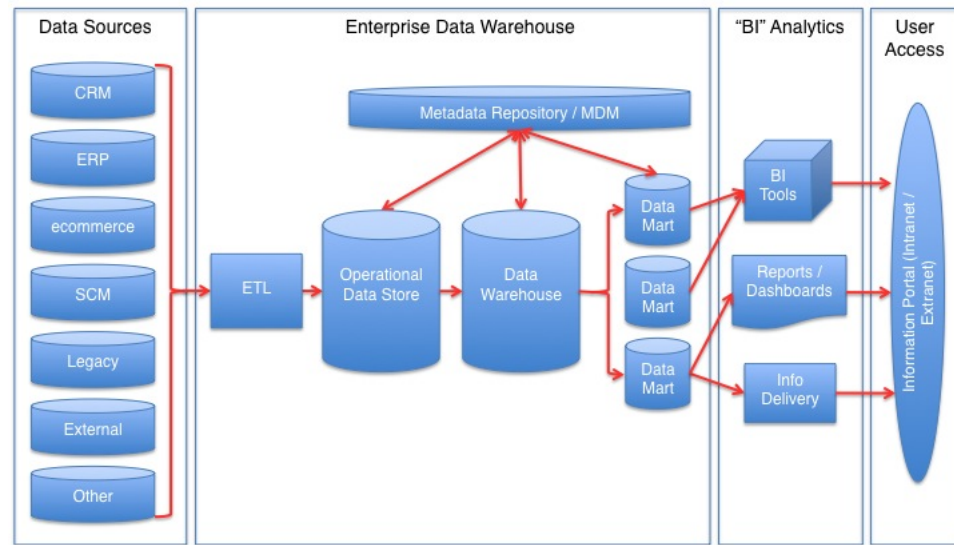 Data Sources
Enterprise Data Warehouse
“BI” Analytics
User
Access
CRM
ERP
ecommerce
SCM
Legacy
External
Other
ETL
Metadata Repository / MDM
Operational
Data Store
Data
Warehouse
Data
Mart
Data
Mart
Data
Mart
BI
Tools
Reports /
Dashboards
Info
Delivery
Information Portal (Intranet /
Extranet)